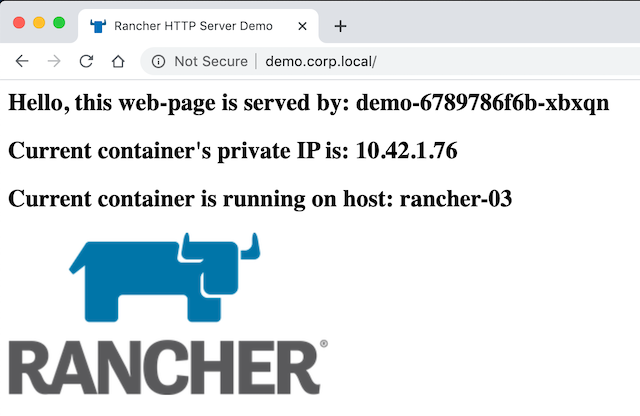 Rancher HTTP Server Demo
Not Secure | demo.corp.local/
Hello, this web-page is served by: demo-6789786f6b-xbxqn
Current container's private IP is: 10.42.1.76
Current container is running on host: rancher-03
RANCHER®